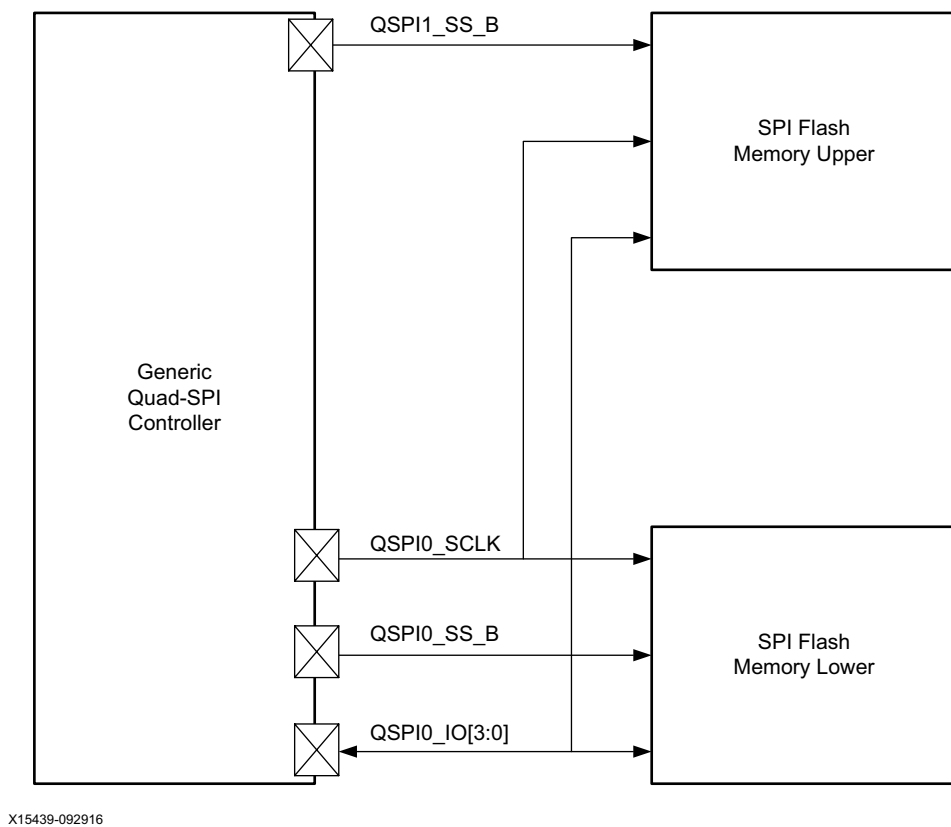 QSPI1_SS_B
SPI Flash
Memory Upper
Generic
Quad-SPI
Controller
QSPI0_SCLK
QSPI0_SS_B
SPI Flash
Memory Lower
QSPI0_IO[3:0]
X15439-092916